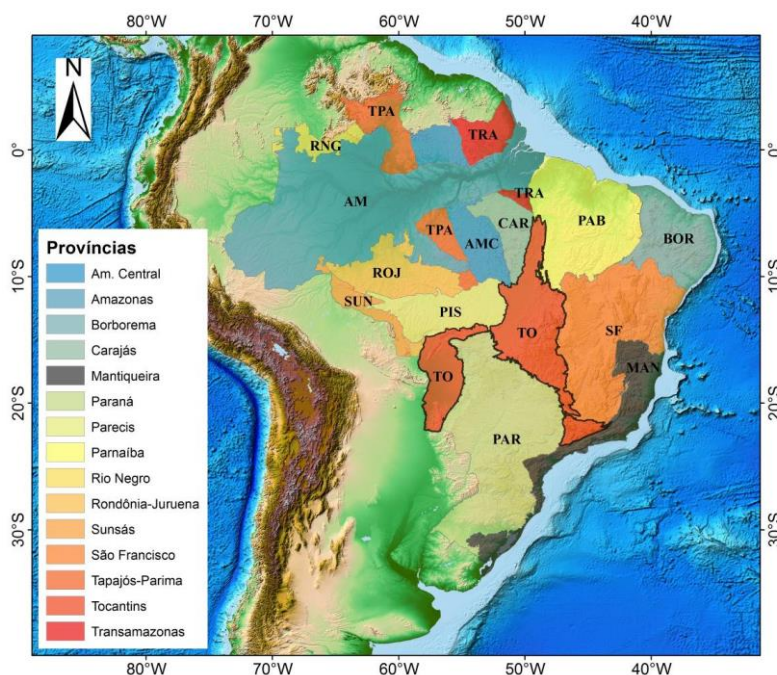 80°W 70°W 60°W 50°W 40°W
N
TPA
TRA
RNG
0°
0°
AM
TRA
TPA
CAR
PAB
AMC
BOR
Províncias
Am. Central
Amazonas
Borborema
Carajás
Mantiqueira
Paraná
Parecis
Parnaíba
Rio Negro
Rondônia-Juruena
Sunsás
São Francisco
Tapajós-Parima
Tocantins
Transamazonas
10°S
ROJ
10°S
SUN
PIS
TO
SF
TO
MAN
20°S
20°S
PAR
30°S
30°S
80°W 70°W 60°W 50°W 40°W